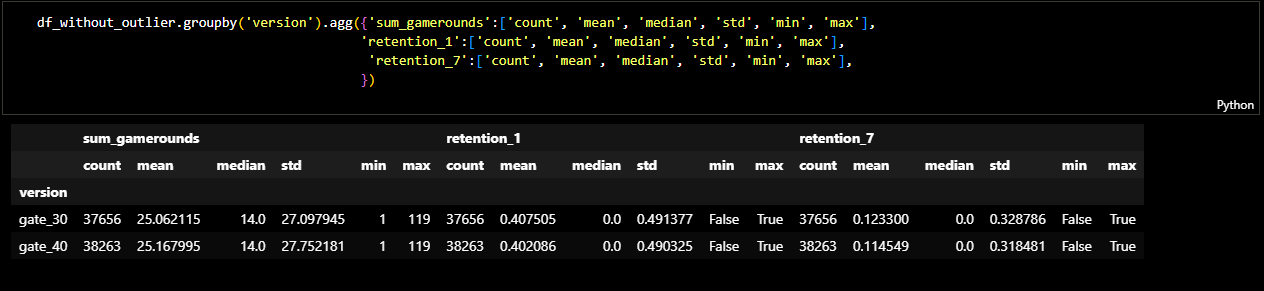 df_without_outlier.groupby('version').agg({'sum_gamerounds':['count', 'mean', 'median', 'std', 'min', 'max'],
'retention_1':['count', 'mean', 'median', 'std', 'min', 'max'],
'retention_7':['count', 'mean', 'median', 'std', 'min', 'max'],
})
Python
sum_gamerounds retention_1 retention_7
count mean median std min max count mean median std min max count mean median std min max
version
gate_30 37656 25.062115 14.0 27.097945 1 119 37656 0.407505 0.0 0.491377 False True 37656 0.123300 0.0 0.328786 False True
gate_40 38263 25.167995 14.0 27.752181 1 119 38263 0.402086 0.0 0.490325 False True 38263 0.114549 0.0 0.318481 False True